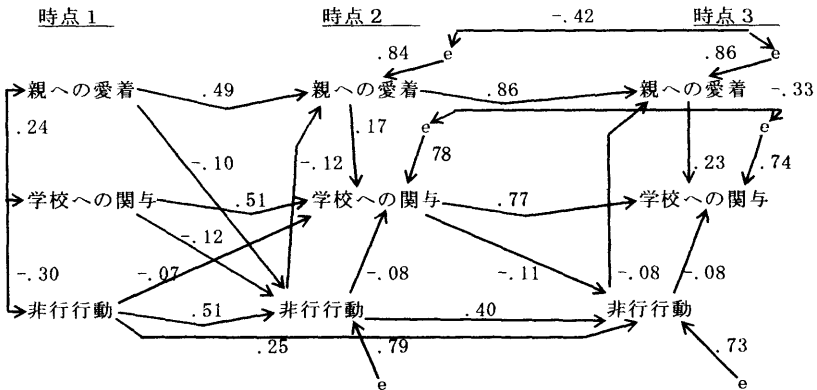 時点1 時点2 -.42 時点3
.84 e .86 e
親への愛着 .49 親への愛着 .86 親への愛着 -.33
.24 .17 e e
-.10 -.12 78 .23 .74
学校への関与 .51 学校への関与 .77 学校への関与
-.12
-.30 -.07 -.08 -.11 -.08 -.08
非行行動 .51 非行行動 .40 非行行動
.25 .79 .73
e e